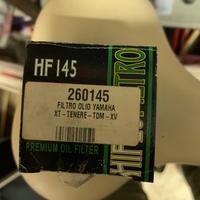 HF145
260145
FILTRO OLIO YAMAHA
XT-TENERE-TDM-XV
PREMIUM OIL FILTER
HIFLOFILTRO